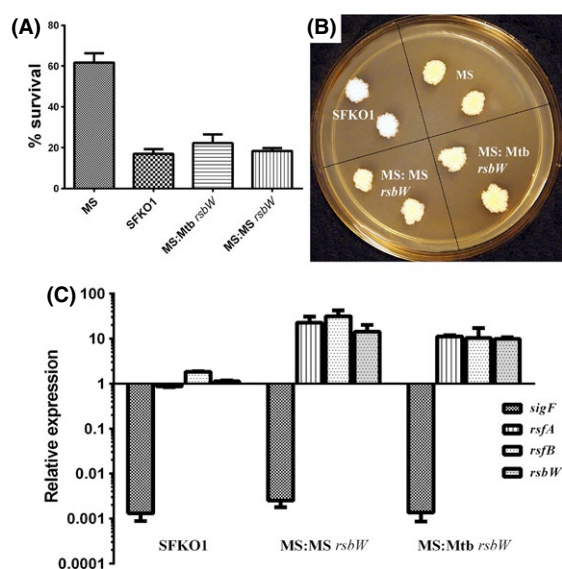 (A)
% survival
80
60
40
20
0
MS
SFKO1
MS:Mtb rsbW
MS:MS rsbW
(B)
MS
SFKO1
MS: Mtb
rsbW
MS: MS
rsbW
(C)
Relative expression
100
10
1
0.1
0.01
0.001
0.0001
SFKO1
MS:MS rsbW
MS:Mtb rsbW
sigF
rsfA
rsfB
rsbW